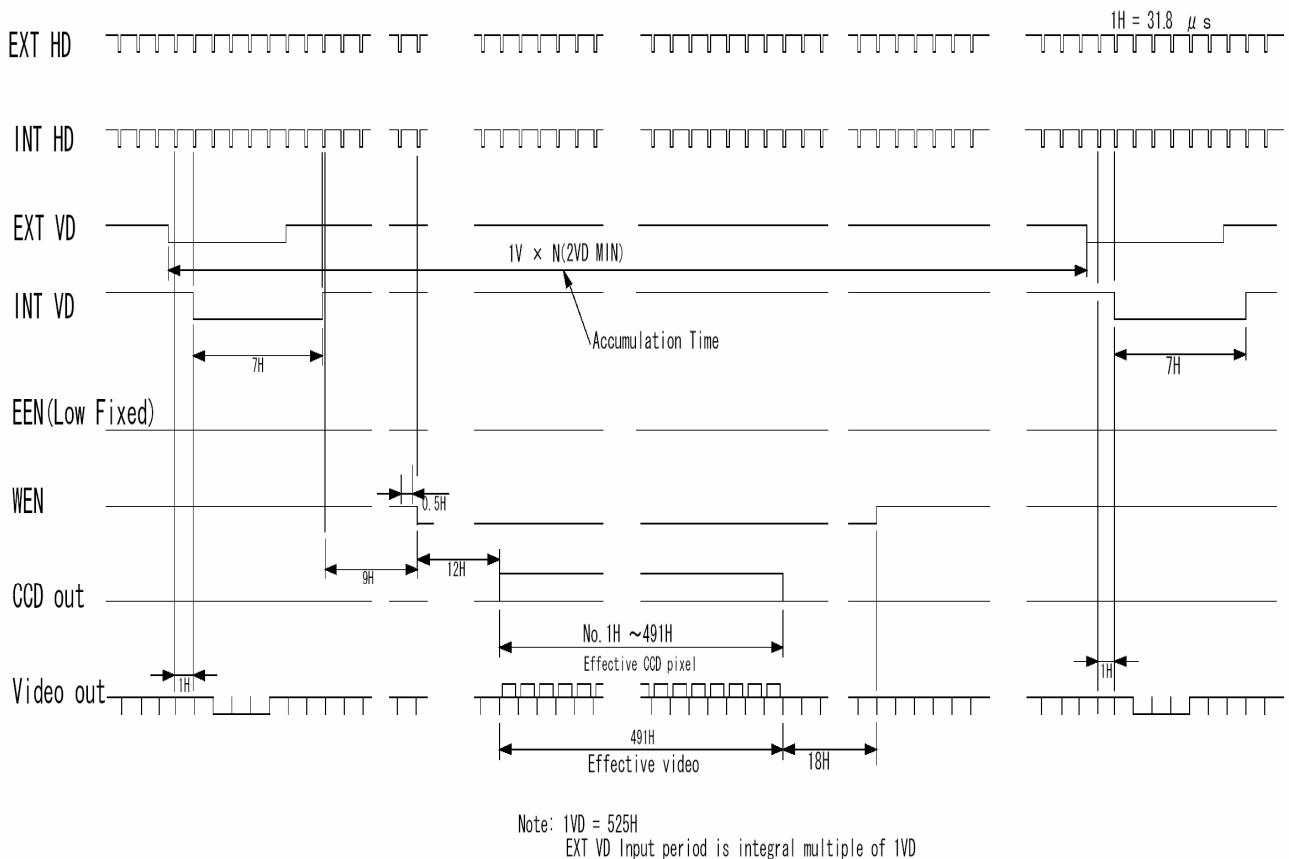 1H = 31.8 μs
EXT HD
INT HD
EXT VD
1V × N(2VD MIN)
INT VD
Accumulation Time
7H
7H
EEN(Low Fixed)
WEN
0.5H
9H
12H
CCD out
No. 1H ～491H
Effective CCD pixel
1H
1H
Video out
491H
Effective video
18H
Note: 1VD = 525H
EXT VD Input period is integral multiple of 1VD